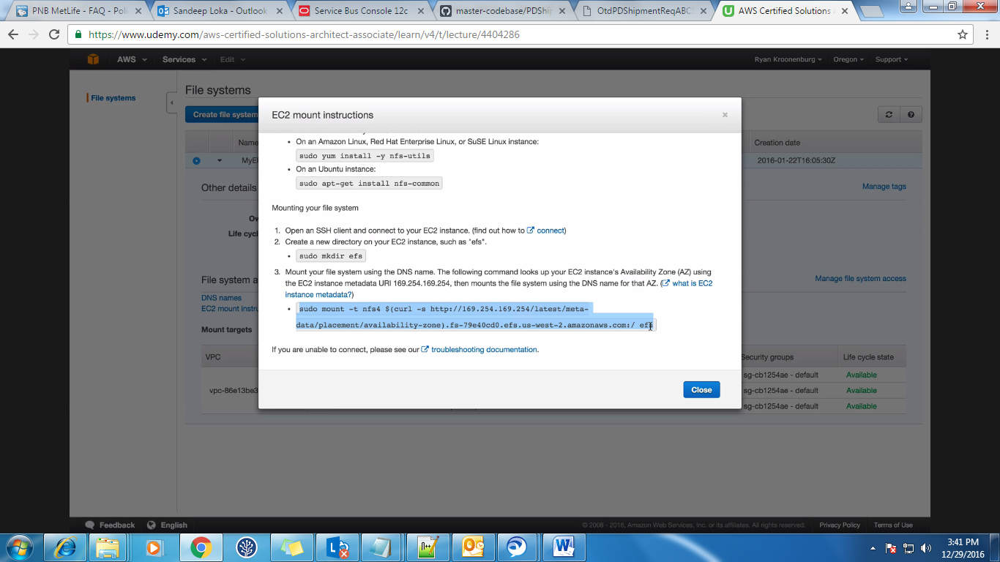 PNB MetLife - FAQ - Poli
Sandeep Loka - Outlook
Service Bus Console 12c
master-codebase/PDShip
OtdPDShipmentReqABCS
AWS Certified Solutions A
https://www.udemy.com/aws-certified-solutions-architect-associate/learn/v4/t/lecture/4404286
AWS Services Edit Ryan Kroonenburg Oregon Support
File systems
File systems
Create file system
EC2 mount instructions
Name Creation date
MyEF 2016-01-22T16:05:30Z
Other details Manage tags
Life cycl
On an Amazon Linux, Red Hat Enterprise Linux, or SuSE Linux instance:
sudo yum install -y nfs-utils
On an Ubuntu instance:
sudo apt-get install nfs-common
Mounting your file system
1. Open an SSH client and connect to your EC2 instance. (find out how to connect)
2. Create a new directory on your EC2 instance, such as "efs".
sudo mkdir efs
3. Mount your file system using the DNS name. The following command looks up your EC2 instance's Availability Zone (AZ) using
the EC2 instance metadata URI 169.254.169.254, then mounts the file system using the DNS name for that AZ. (what is EC2
instance metadata?)
sudo mount -t nfs4 $(curl -s http://169.254.169.254/latest/meta-
data/placement/availability-zone).fs-79e40cd0.efs.us-west-2.amazonaws.com:/ efs
If you are unable to connect, please see our troubleshooting documentation.
Close
File system a Manage file system access
DNS names
EC2 mount instru
Mount targets
VPC Security groups Life cycle state
sg-cb1254ae - default Available
vpc-86e13be3 sg-cb1254ae - default Available
sg-cb1254ae - default Available
Feedback English © 2008 - 2016, Amazon Web Services, Inc. or its affiliates. All rights reserved. Privacy Policy Terms of Use
3:41 PM
12/29/2016